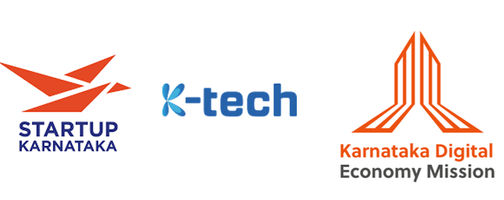 STARTUP
KARNATAKA
K-tech
Karnataka Digital
Economy Mission